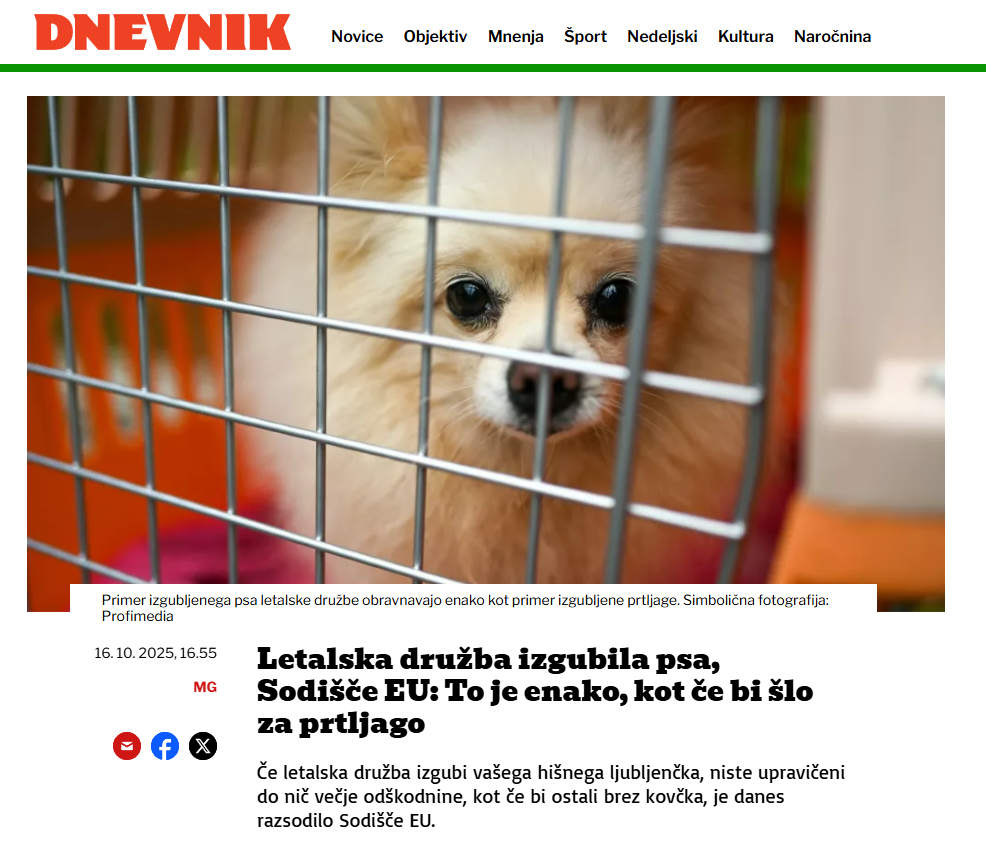 DNEVNIK
Novice Objektiv Mnenja Šport Nedeljski Kultura Naročnina
Primer izgubljenega psa letalske družbe obravnavajo enako kot primer izgubljene prtljage. Simbolična fotografija:
Profimedia
16. 10. 2025, 16.55
MG
Letalska družba izgubila psa,
Sodišče EU: To je enako, kot če bi šlo
za prtljago
Če letalska družba izgubi vašega hišnega ljubljenčka, niste upravičeni
do nič večje odškodnine, kot če bi ostali brez kovčka, je danes
razsodilo Sodišče EU.